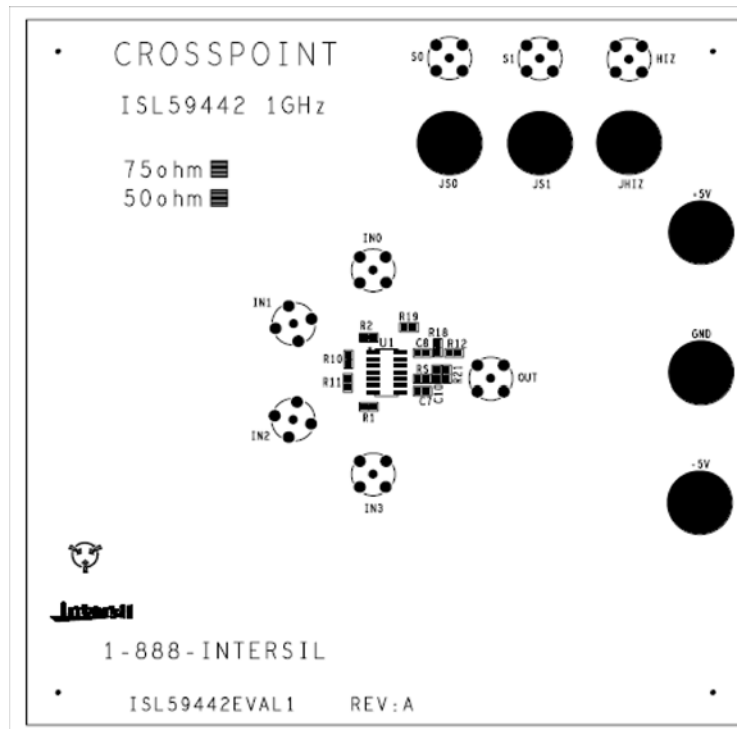 CROSSPOINT
ISL59442 1GHz
75ohm
50ohm
S0
S1
HIZ
JS0
JS1
JHIZ
-5V
IN0
IN1
R19
R2
U1
C8
R18
R12
GND
R10
R11
R5
C10
R21
OUT
C7
R1
IN2
IN3
-5V
intersil
1-888-INTERSIL
ISL59442EVAL1 REV:A